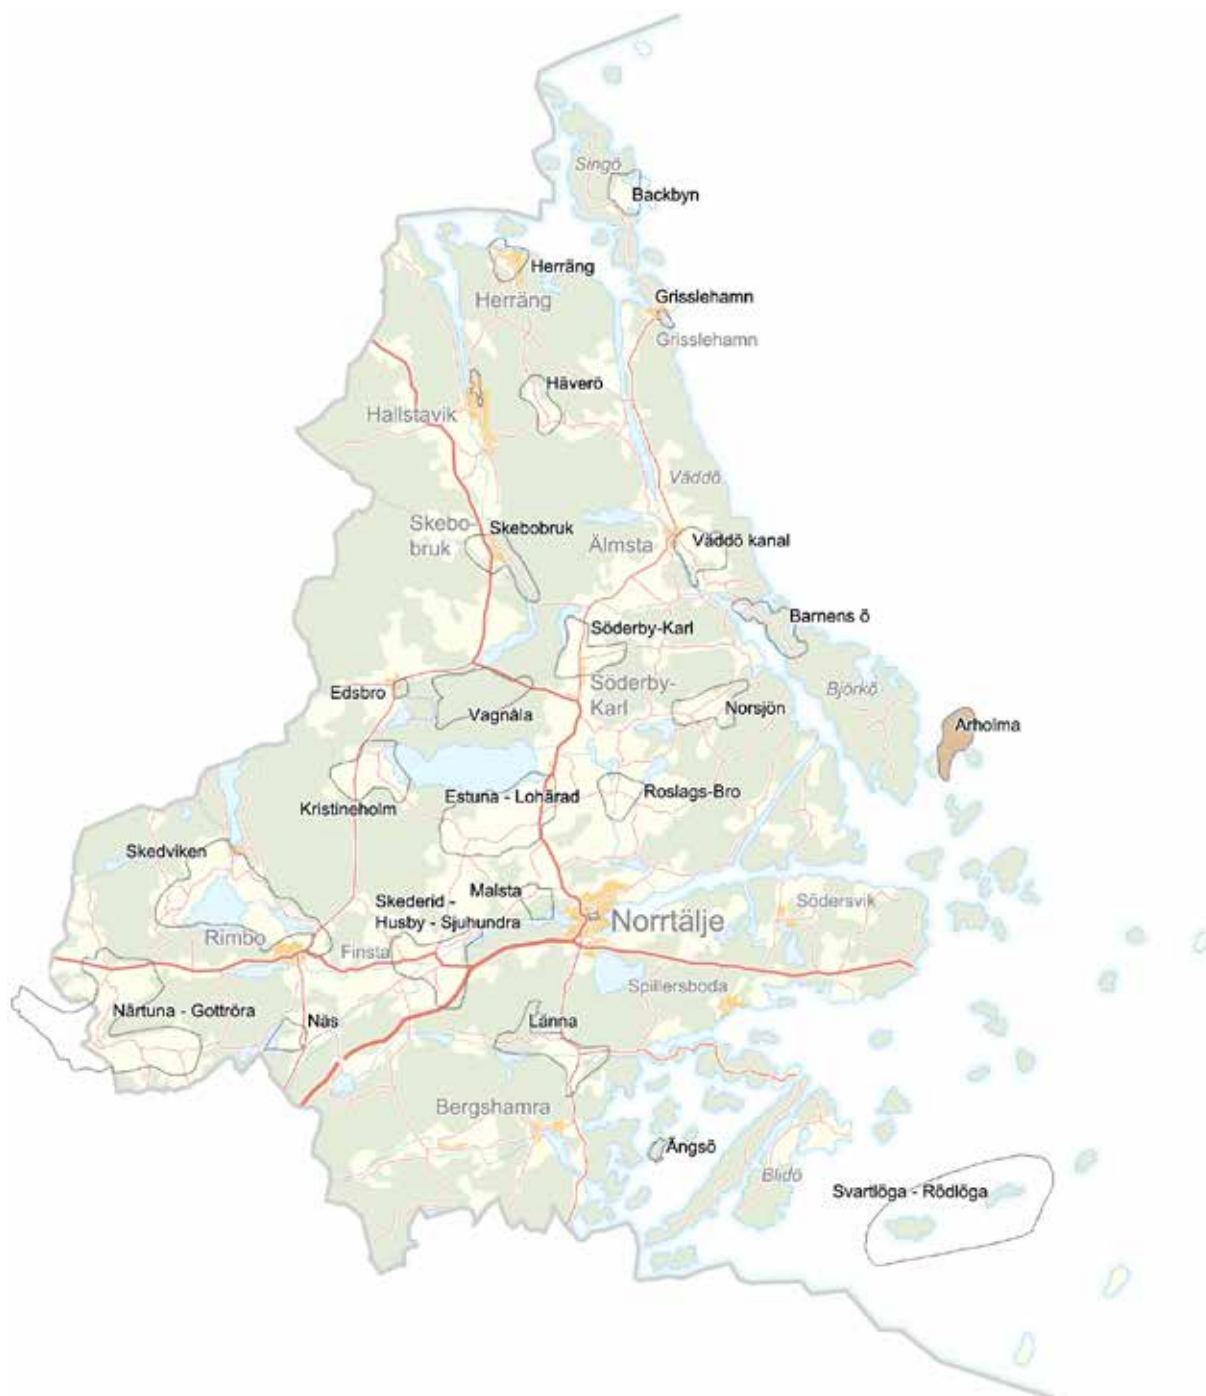 Singö
Backbyn
Herräng
Herräng
Grisslehamn
Grisslehamn
Häverö
Hallstavik
Väddö
Skebo-
bruk
Skebobruk
Älmsta
Väddö kanal
Barnens ö
Söderby-Karl
Söderby-
Karl
Edsbro
Vagnåla
Norsjön
Björkö
Arholma
Kristineholm
Estuna - Lohärad
Roslags-Bro
Skedviken
Malsta
Skederid -
Husby - Sjuhundra
Norrtälje
Södersvik
Rimbo
Finsta
Spillersboda
Närtuna - Gottröra
Näs
Länna
Bergshamra
Ängsö
Blidö
Svartlöga - Rödlöga